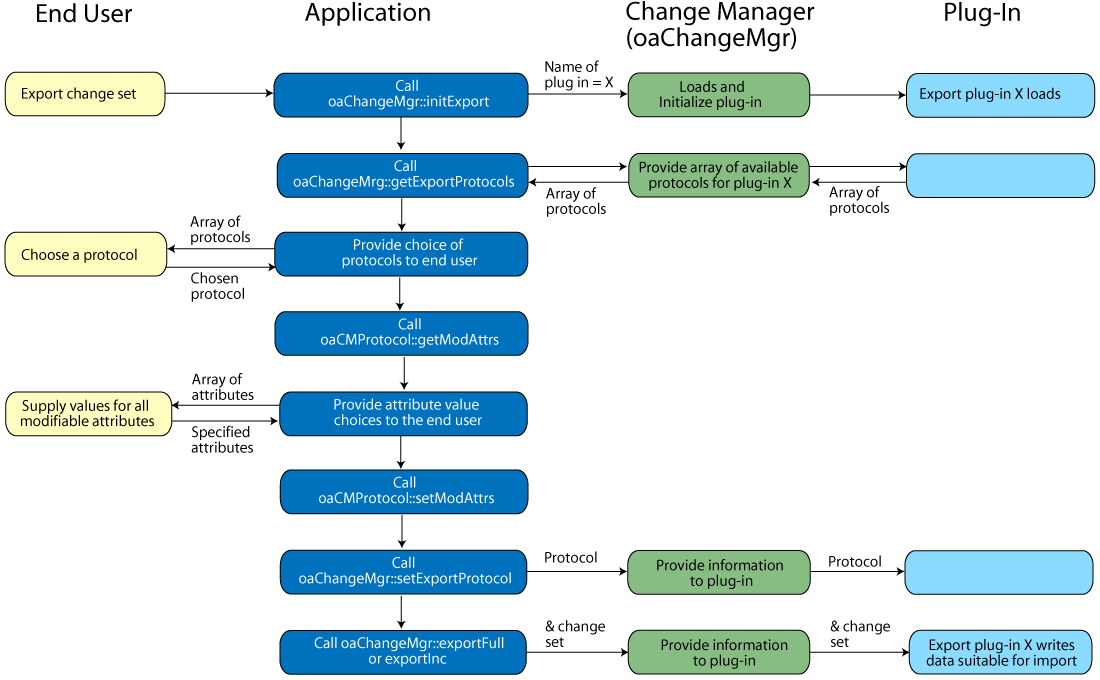 End User
Application
Change Manager
(oaChangeMgr)
Plug-In
Export change set
Call
oaChangeMgr::initExport
Name of
plug in = X
Loads and
Initialize plug-in
Export plug-in X loads
Call
oaChangeMrg::getExportProtocols
Provide array of available
protocols for plug-in X
Array of
protocols
Array of
protocols
Array of
protocols
Choose a protocol
Provide choice of
protocols to end user
Chosen
protocol
Call
oaCMProtocol::getModAttrs
Array of
attributes
Supply values for all
modifiable attributes
Provide attribute value
choices to the end user
Specified
attributes
Call
oaCMProtocol::setModAttrs
Call
oaChangeMgr::setExportProtocol
Protocol
Provide information
to plug-in
Protocol
Call oaChangeMgr::exportFull
or exportInc
& change
set
Provide information
to plug-in
& change
set
Export plug-in X writes
data suitable for import